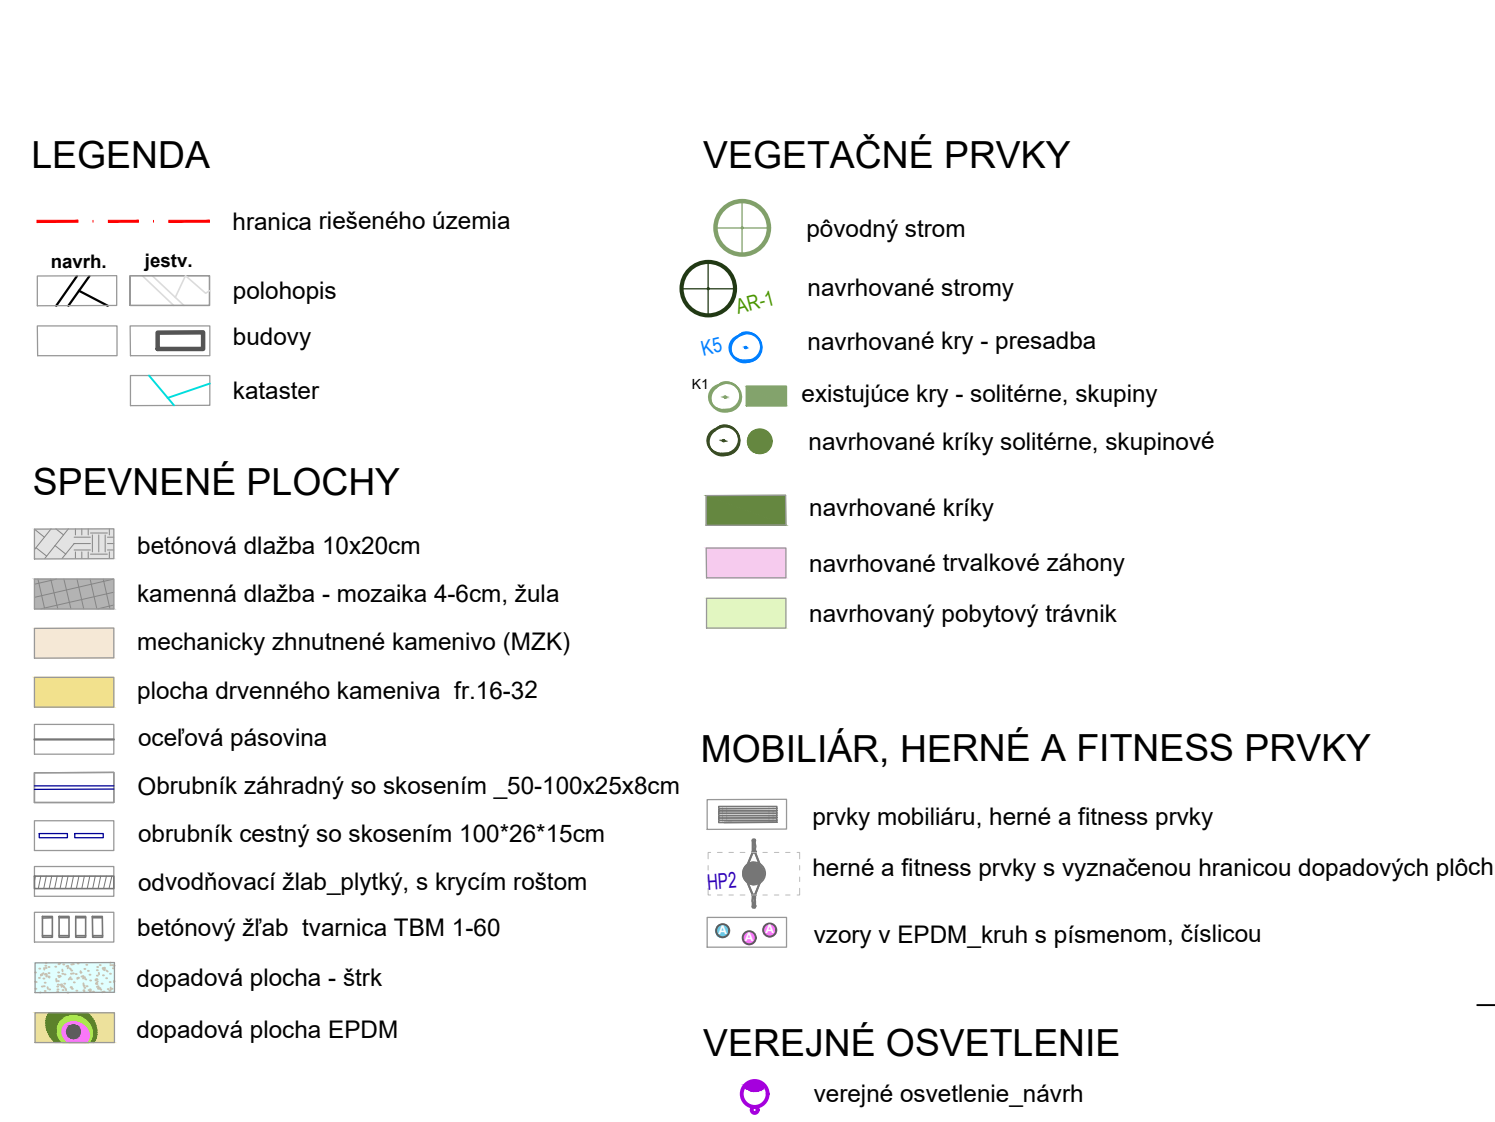 LEGENDA
hranica riešeného územia
navrh. jestv.
polohopis
budovy
kataster
SPEVNENÉ PLOCHY
betónová dlažba 10x20cm
kamenná dlažba - mozaika 4-6cm, žula
mechanicky zhnutnené kamenivo (MZK)
plocha drvenného kameniva fr.16-32
oceľová pásovina
Obrubník záhradný so skosením _50-100x25x8cm
obrubník cestný so skosením 100*26*15cm
odvodňovací žlab_plytký, s krycím roštom
betónový žľab tvarnica TBM 1-60
dopadová plocha - štrk
dopadová plocha EPDM
VEGETAČNÉ PRVKY
pôvodný strom
AR-1 navrhované stromy
K5 navrhované kry - presadba
K1 existujúce kry - solitérne, skupiny
navrhované kríky solitérne, skupinové
navrhované kríky
navrhované trvalkové záhony
navrhovaný pobytový trávnik
MOBILIÁR, HERNÉ A FITNESS PRVKY
prvky mobiliáru, herné a fitness prvky
HP2 herné a fitness prvky s vyznačenou hranicou dopadových plôch
A A A vzory v EPDM_kruh s písmenom, číslicou
VEREJNÉ OSVETLENIE
verejné osvetlenie_návrh